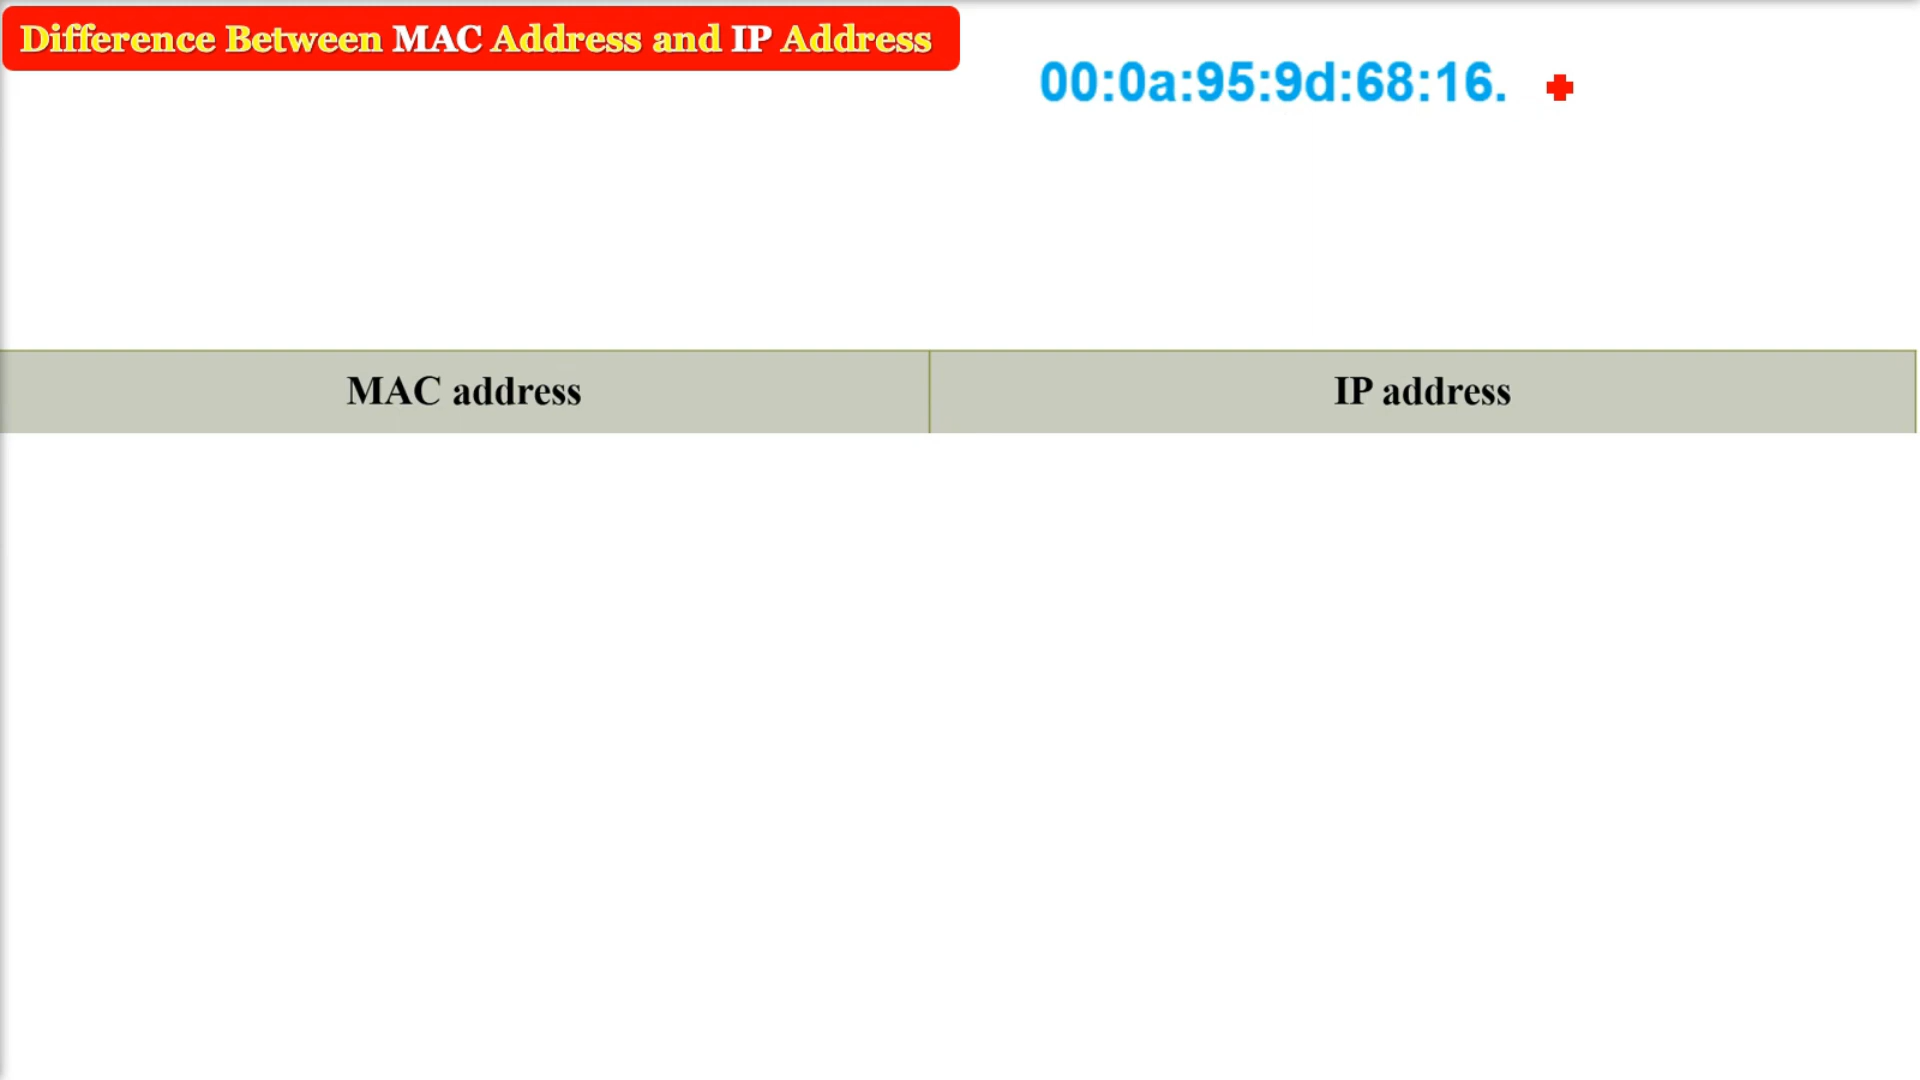 Difference Between MAC Address and IP Address
00:0a:95:9d:68:16.
MAC address
IP address